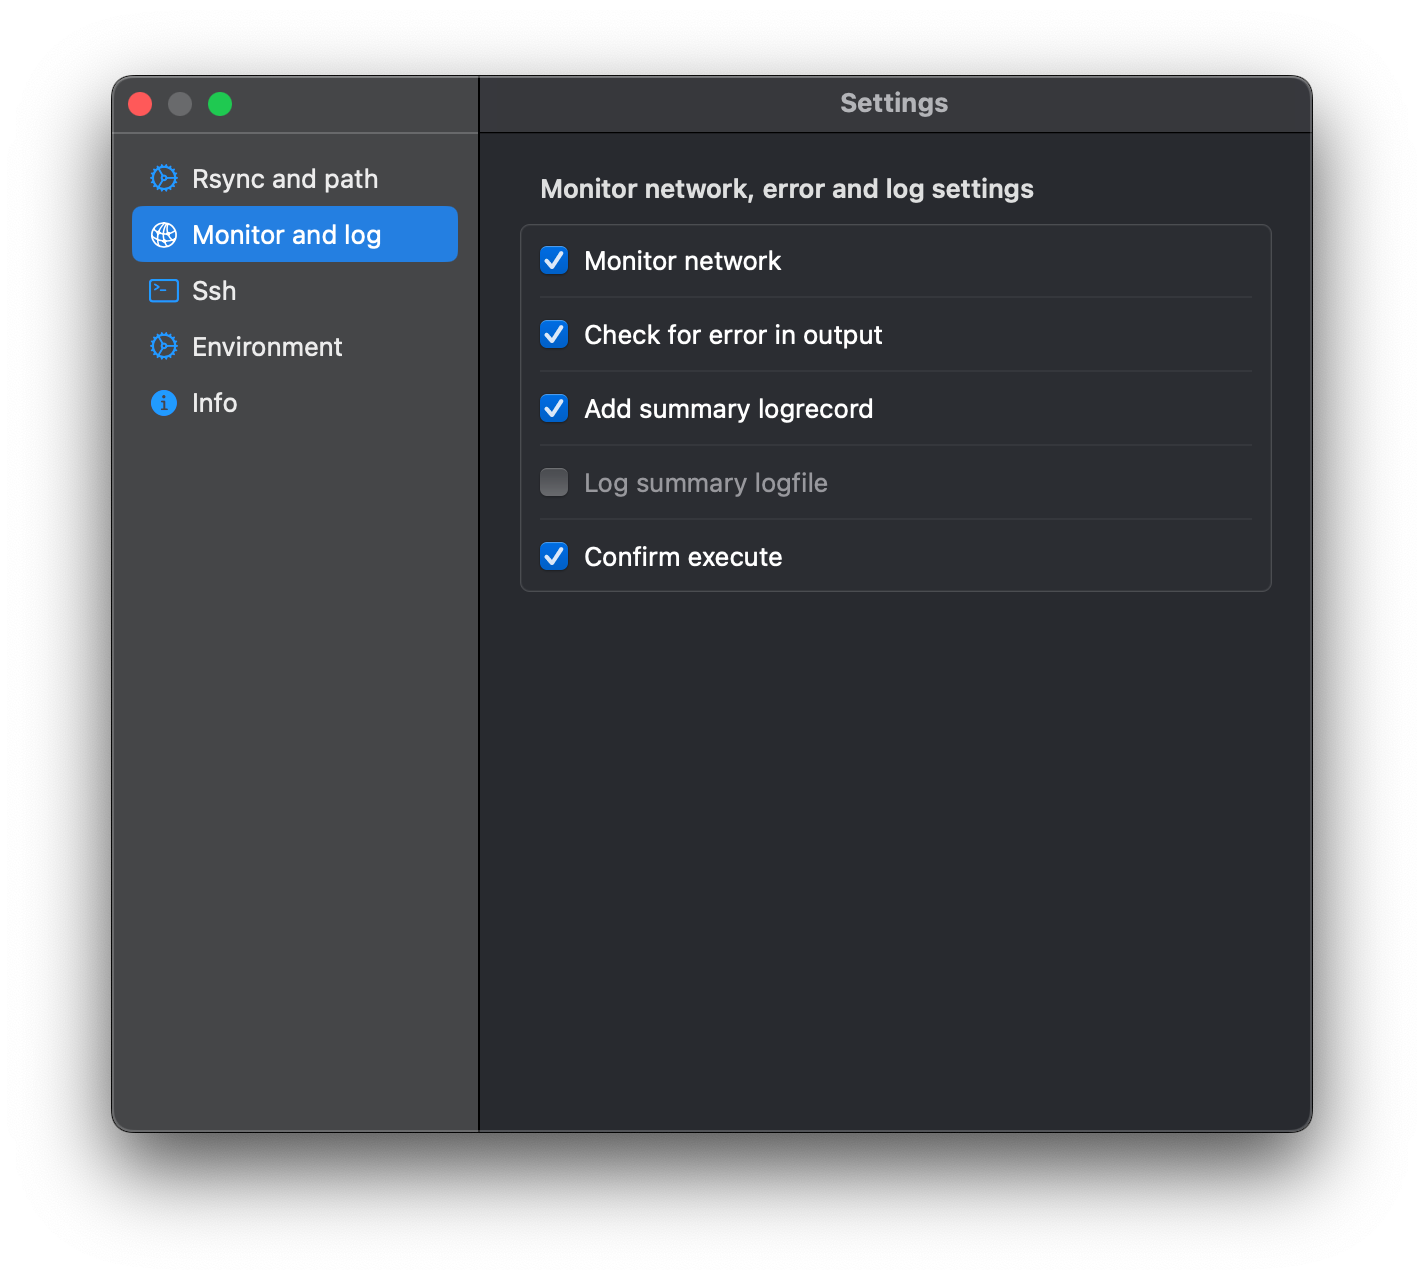 Settings
Rsync and path
Monitor and log
Ssh
Environment
Info
Monitor network, error and log settings
Monitor network
Check for error in output
Add summary logrecord
Log summary logfile
Confirm execute